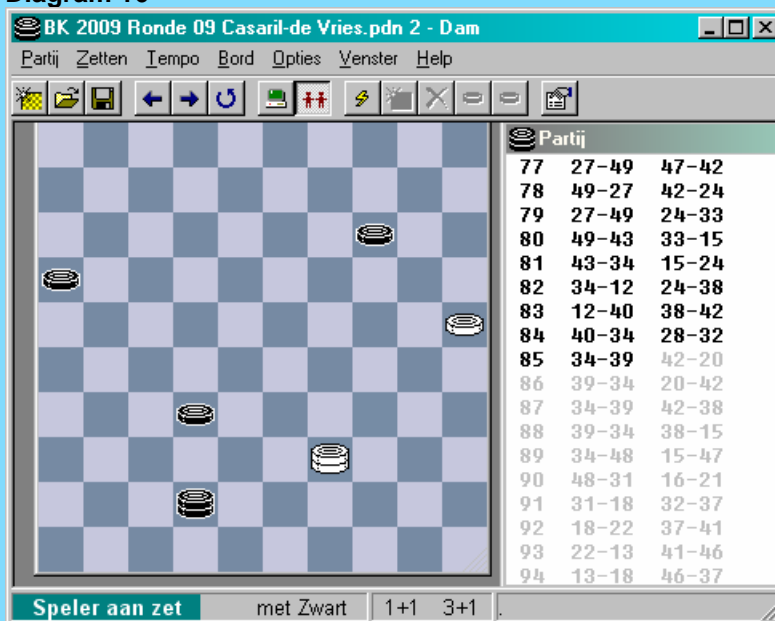 BK 2009 Ronde 09 Casaril-de Vries.pdn 2 - Dam
Partij Zetten Tempo Bord Opties Venster Help
Partij
77 27-49 47-42
78 49-27 42-24
79 27-49 24-33
80 49-43 33-15
81 43-34 15-24
82 34-12 24-38
83 12-40 38-42
84 40-34 28-32
85 34-39 42-20
86 39-34 20-42
87 34-39 42-38
88 39-34 38-15
89 34-48 15-47
90 48-31 16-21
91 31-18 32-37
92 18-22 37-41
93 22-13 41-46
94 13-18 46-37
Speler aan zet met Zwart 1+1 3+1 .